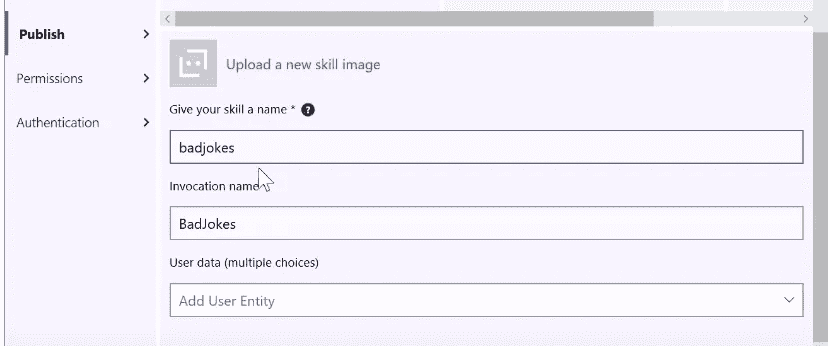 Publish
Permissions
Authentication
Upload a new skill image
Give your skill a name * ?
badjokes
Invocation name
BadJokes
User data (multiple choices)
Add User Entity